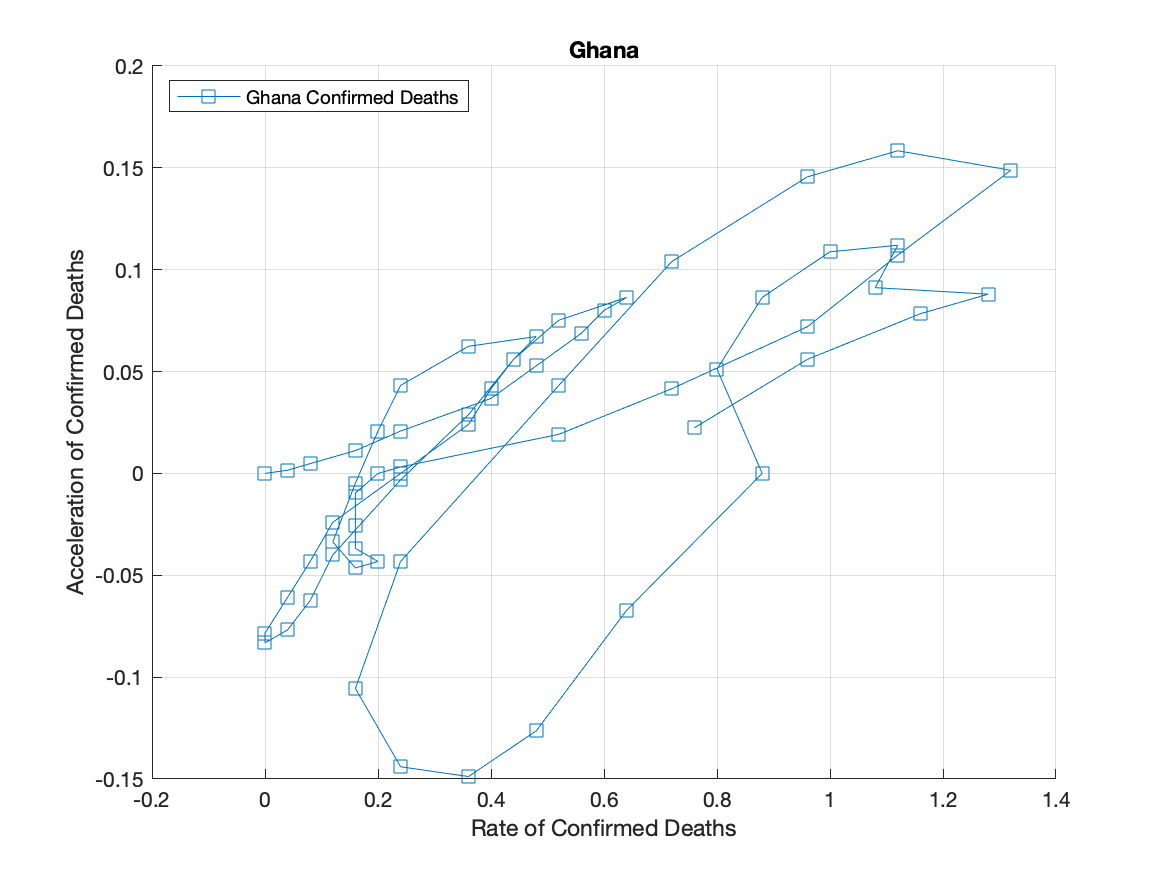 Ghana
0.2
Ghana Confirmed Deaths
0.15
0.1
0.05
0
-0.05
-0.1
-0.15
Acceleration of Confirmed Deaths
-0.2 0 0.2 0.4 0.6 0.8 1 1.2 1.4
Rate of Confirmed Deaths